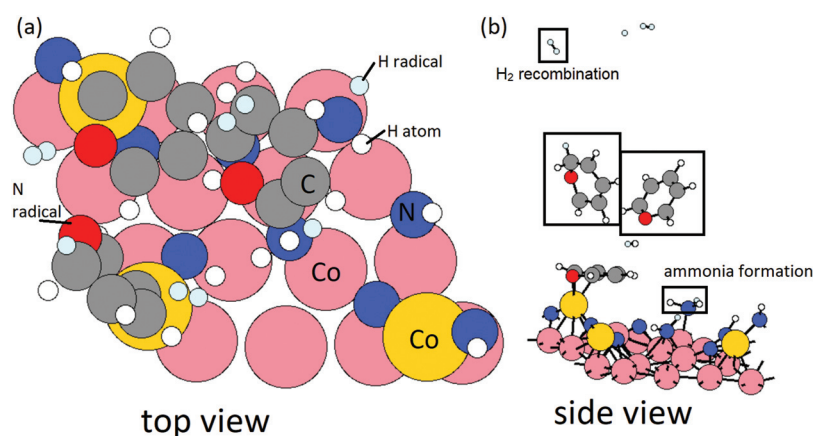 (a)
(b)
H radical
H₂ recombination
H atom
N
radical
C
N
Co
ammonia formation
Co
top view
side view